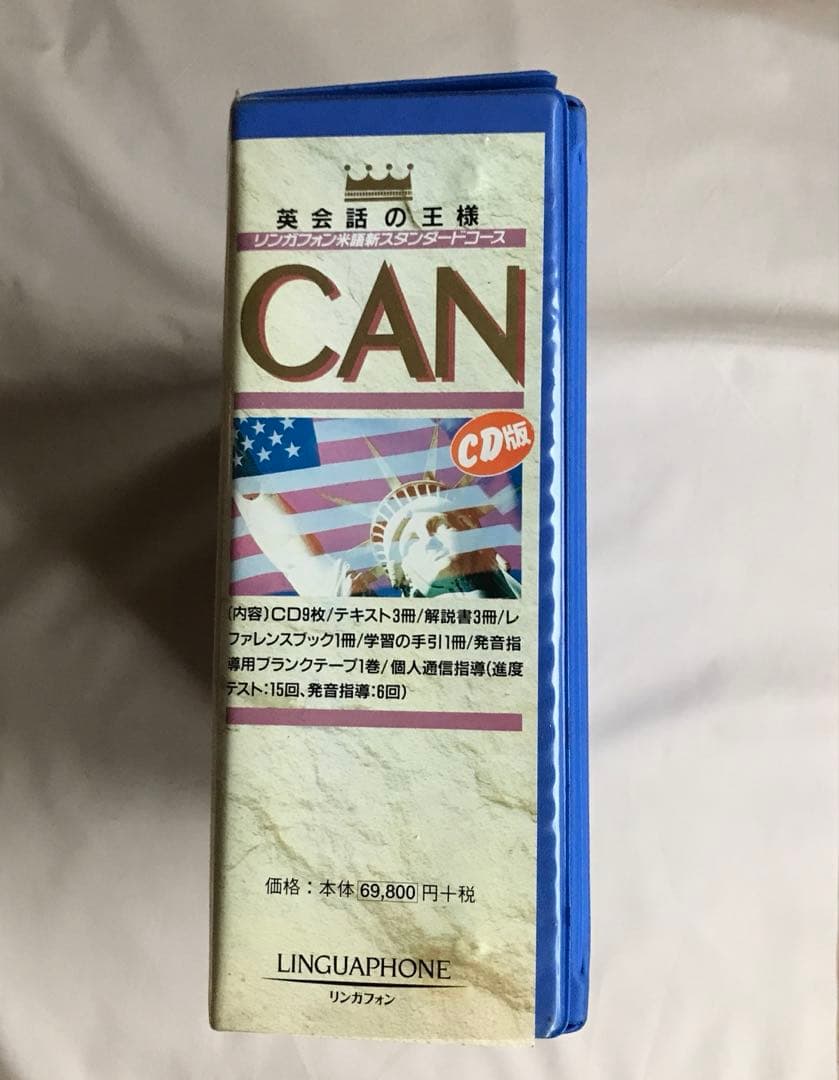 英会話の王様
リンガフォン米語新スタンダードコース
CAN
CD版
(内容)CD9枚/テキスト3冊/解説書3冊/レ
ファレンスブック1冊/学習の手引1冊/発音指
導用ブランクテープ1巻/個人通信指導(進度
テスト:15回、発音指導:6回)
価格:本体69,800円+税
LINGUAPHONE
リンガフォン